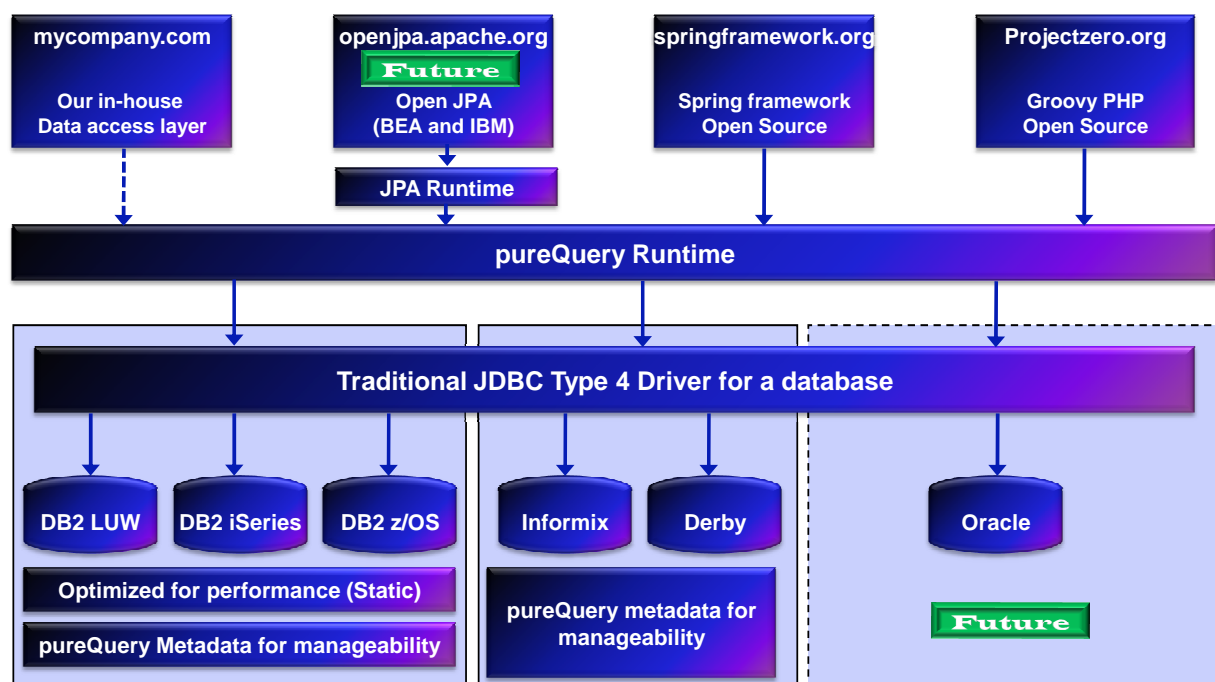 mycompany.com
Our in-house
Data access layer
openjpa.apache.org
Future
Open JPA
(BEA and IBM)
springframework.org
Spring framework
Open Source
Projectzero.org
Groovy PHP
Open Source
JPA Runtime
pureQuery Runtime
Traditional JDBC Type 4 Driver for a database
DB2 LUW
DB2 iSeries
DB2 z/OS
Informix
Derby
Oracle
Optimized for performance (Static)
pureQuery Metadata for manageability
pureQuery metadata for
manageability
Future